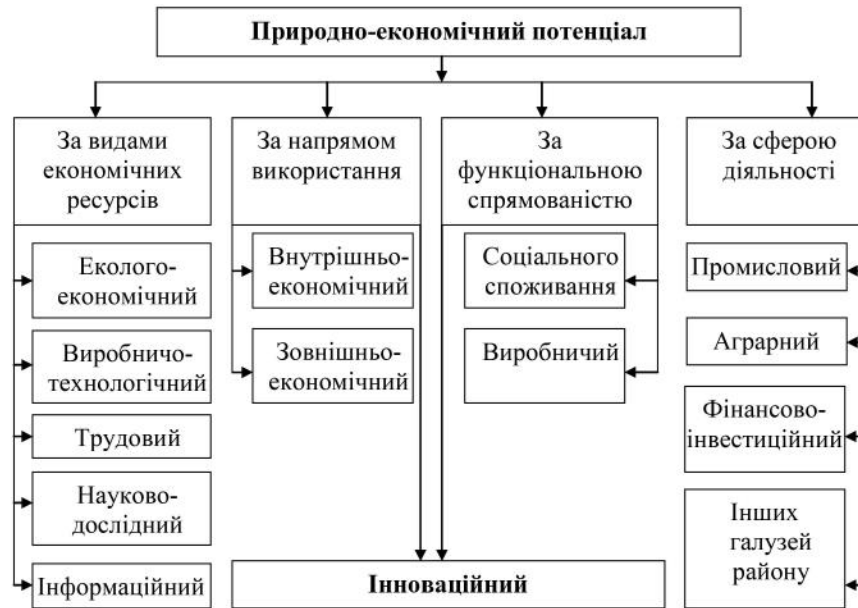 Природно-економічний потенціал
За видами
економічних
ресурсів
За напрямом
використання
За
функціональною
спрямованістю
За сферою
діяльності
Еколого-
економічний
Виробничо-
технологічний
Трудовий
Науково-
дослідний
Інформаційний
Внутрішньо-
економічний
Зовнішньо-
економічний
Соціального
споживання
Виробничий
Промисловий
Аграрний
Фінансово-
інвестиційний
Інших
галузей
району
Інноваційний